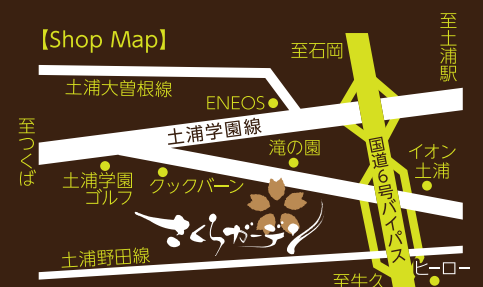 【Shop Map】
至石岡
至土浦駅
土浦大曽根線
ENEOS
土浦学園線
至つくば
滝の園
国道6号バイパス
イオン
土浦
土浦学園
ゴルフ
クックバーン
さくらガーデン
土浦野田線
ヒーロー
至牛久